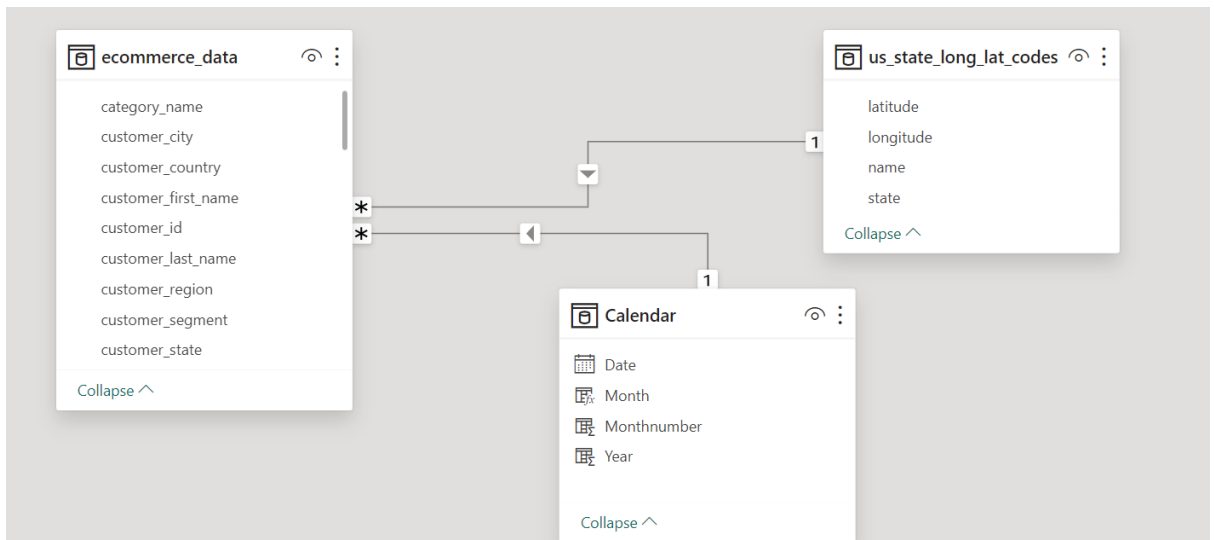 ecommerce_data
category_name
customer_city
customer_country
customer_first_name
customer_id
customer_last_name
customer_region
customer_segment
customer_state
Collapse
*
*
1
1
us_state_long_lat_codes
latitude
longitude
name
state
Collapse
Calendar
Date
Month
Monthnumber
Year
Collapse